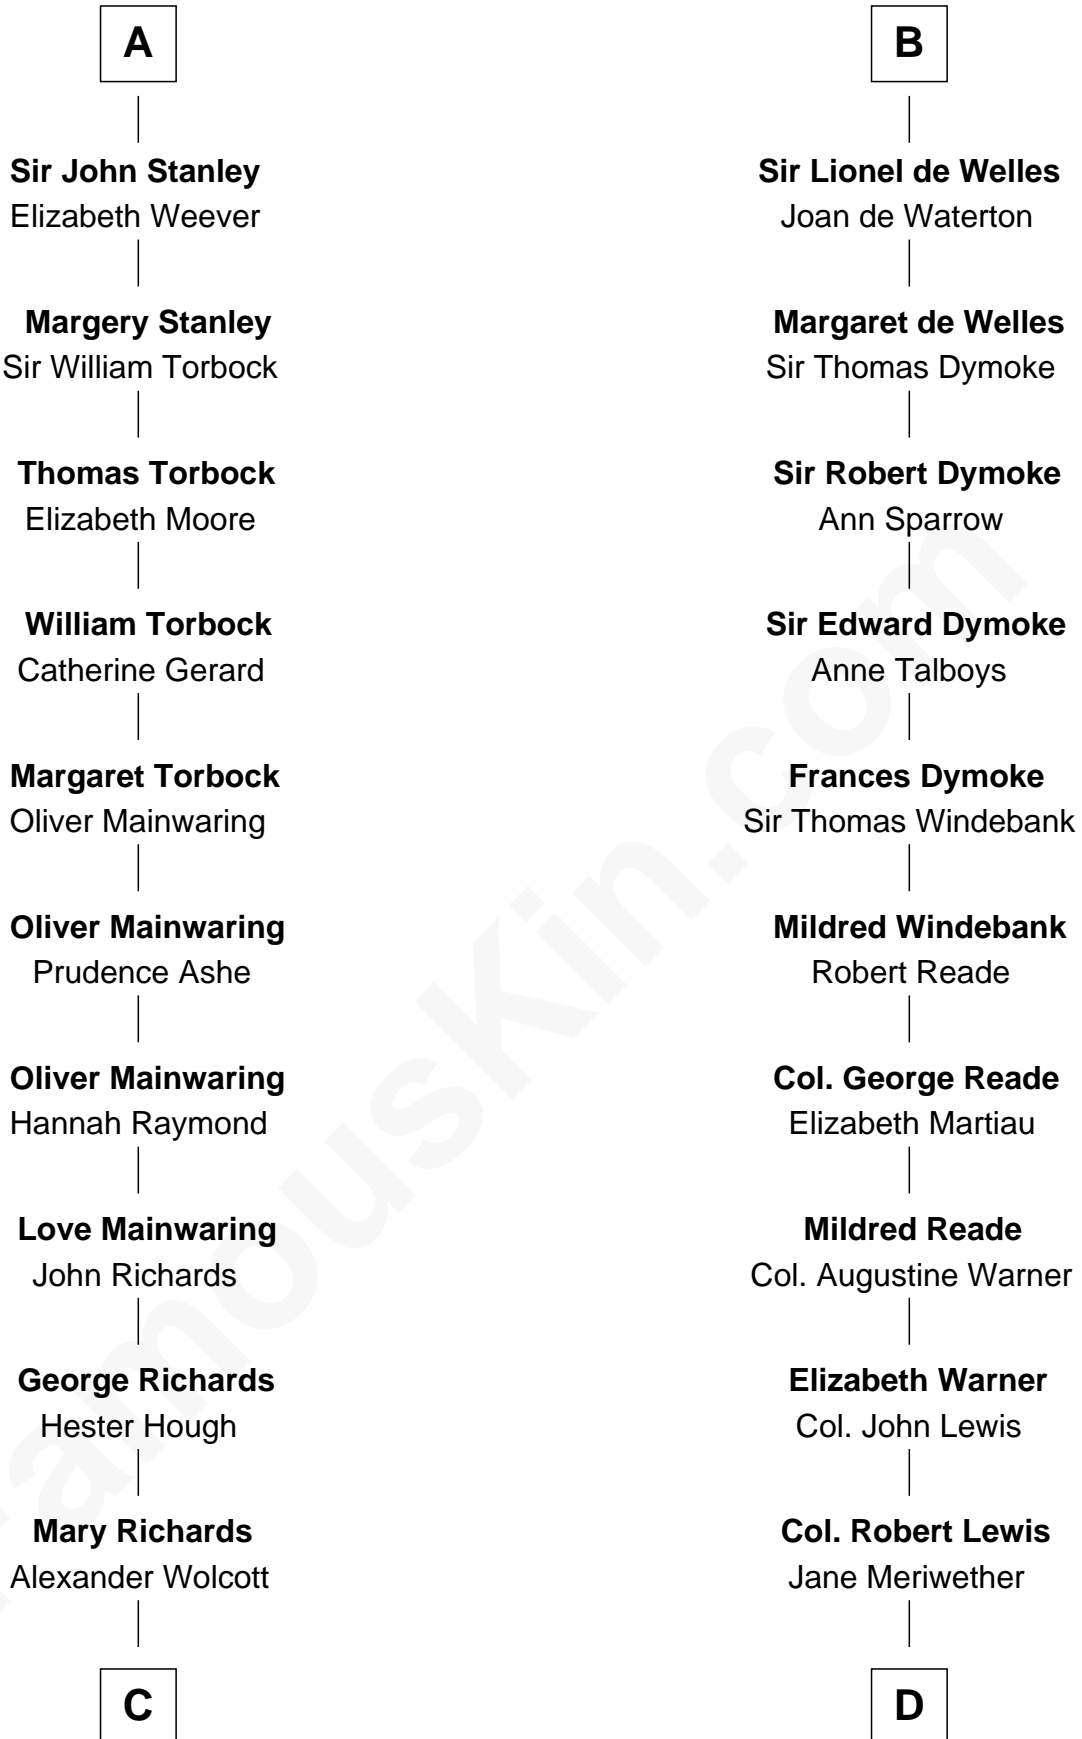 A
Sir John Stanley
Elizabeth Weever
Margery Stanley
Sir William Torbock
Thomas Torbock
Elizabeth Moore
William Torbock
Catherine Gerard
Margaret Torbock
Oliver Mainwaring
Oliver Mainwaring
Prudence Ashe
Oliver Mainwaring
Hannah Raymond
Love Mainwaring
John Richards
George Richards
Hester Hough
Mary Richards
Alexander Wolcott
C
B
Sir Lionel de Welles
Joan de Waterton
Margaret de Welles
Sir Thomas Dymoke
Sir Robert Dymoke
Ann Sparrow
Sir Edward Dymoke
Anne Talboys
Frances Dymoke
Sir Thomas Windebank
Mildred Windebank
Robert Reade
Col. George Reade
Elizabeth Martiau
Mildred Reade
Col. Augustine Warner
Elizabeth Warner
Col. John Lewis
Col. Robert Lewis
Jane Meriwether
D
FamousKin.com